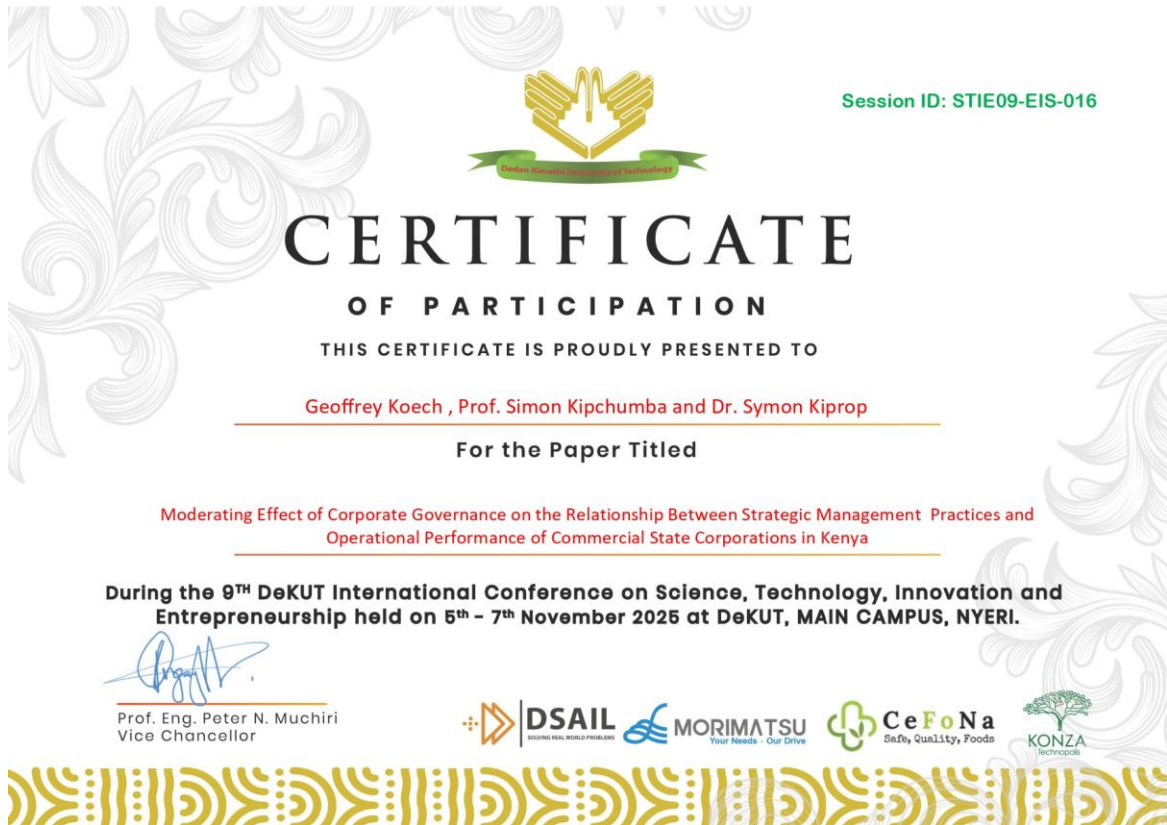 Session ID: STIE09-EIS-016
Dedan Kimathi University of Technology
CERTIFICATE
OF PARTICIPATION
THIS CERTIFICATE IS PROUDLY PRESENTED TO
Geoffrey Koech , Prof. Simon Kipchumba and Dr. Symon Kiprop
For the Paper Titled
Moderating Effect of Corporate Governance on the Relationship Between Strategic Management Practices and
Operational Performance of Commercial State Corporations in Kenya
During the 9TH DeKUT International Conference on Science, Technology, Innovation and
Entrepreneurship held on 5th - 7th November 2025 at DeKUT, MAIN CAMPUS, NYERI.
Prof. Eng. Peter N. Muchiri
Vice Chancellor
DSAIL
SOLVING REAL WORLD PROBLEMS
MORIMATSU
Your Needs - Our Drive
CeFoNa
Safe, Quality, Foods
KONZA
Technopolis